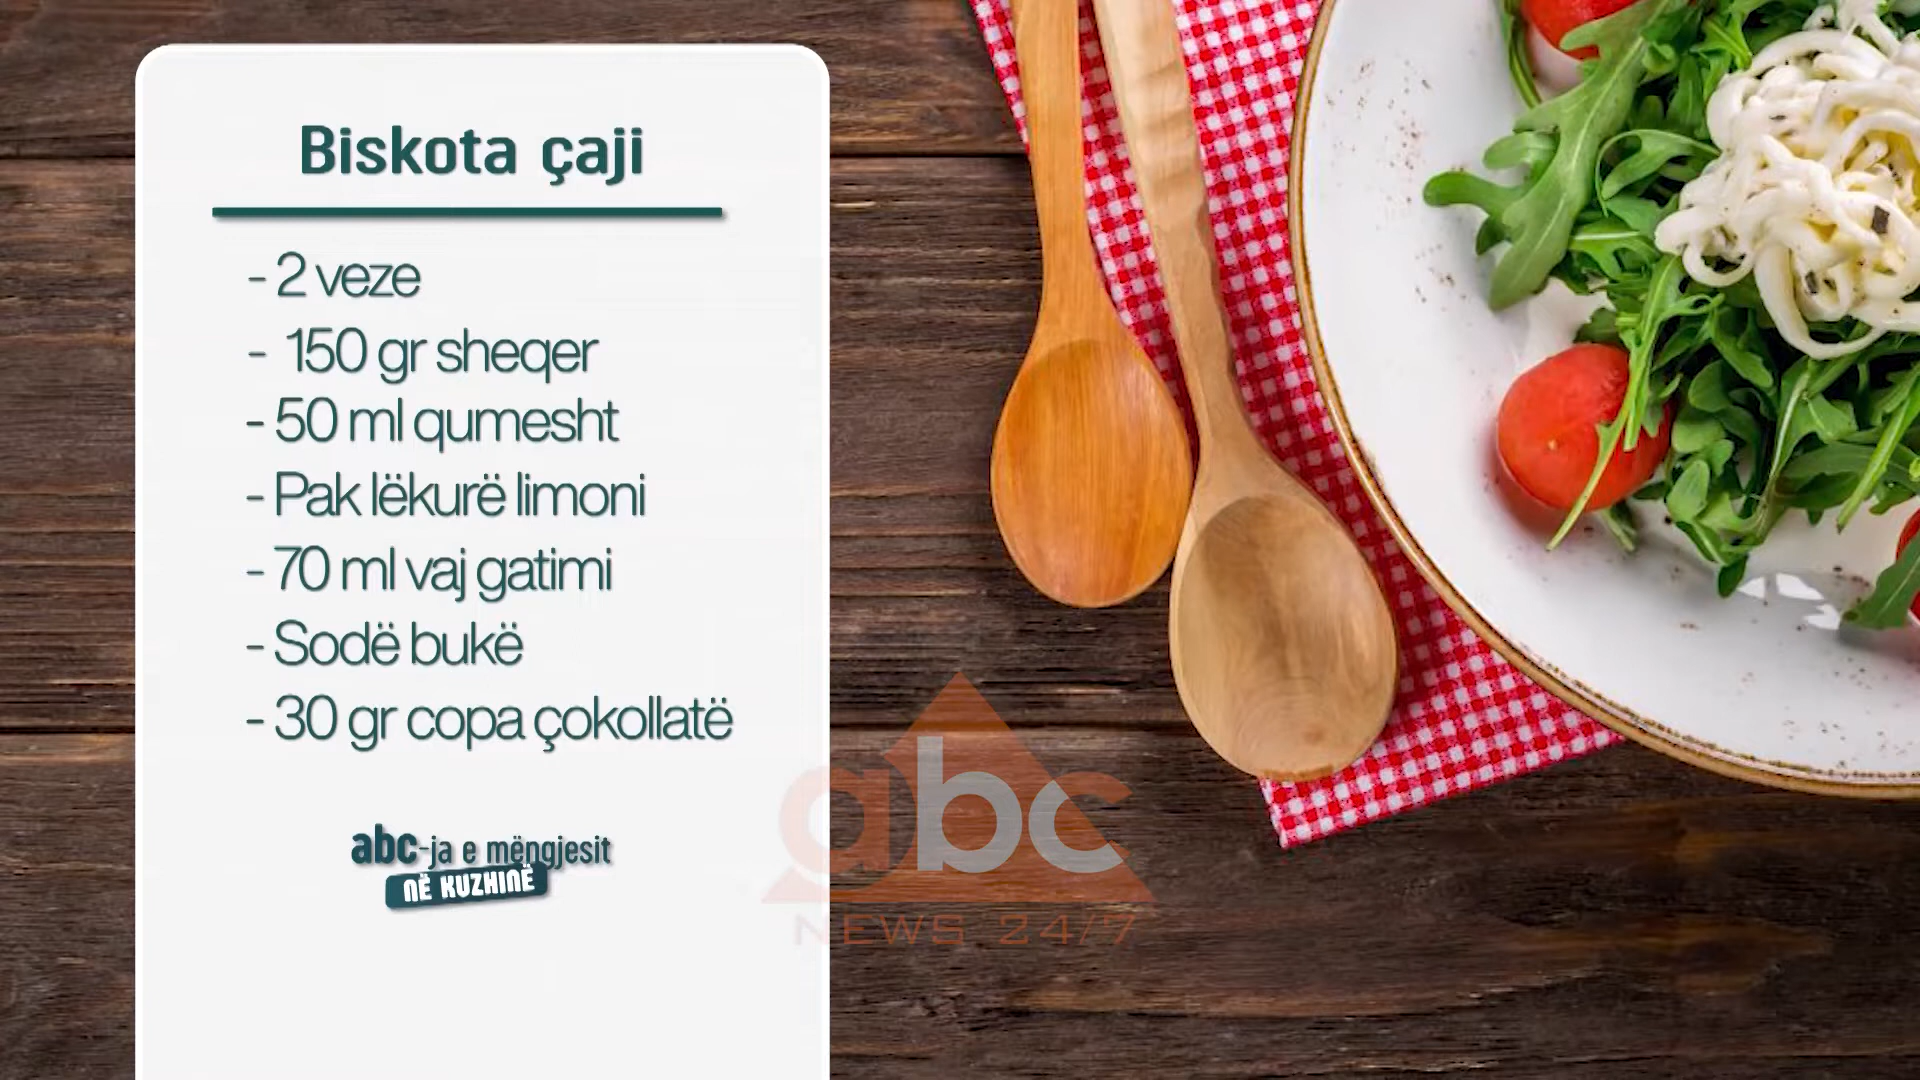 Biskota çaji
- 2 veze
- 150 gr sheqer
- 50 ml qumesht
- Pak lëkurë limoni
- 70 ml vaj gatimi
- Sodë bukë
- 30 gr copa çokollatë
abc-ja e mëngjesit
NË KUZHINË
abc
NEWS 24/7